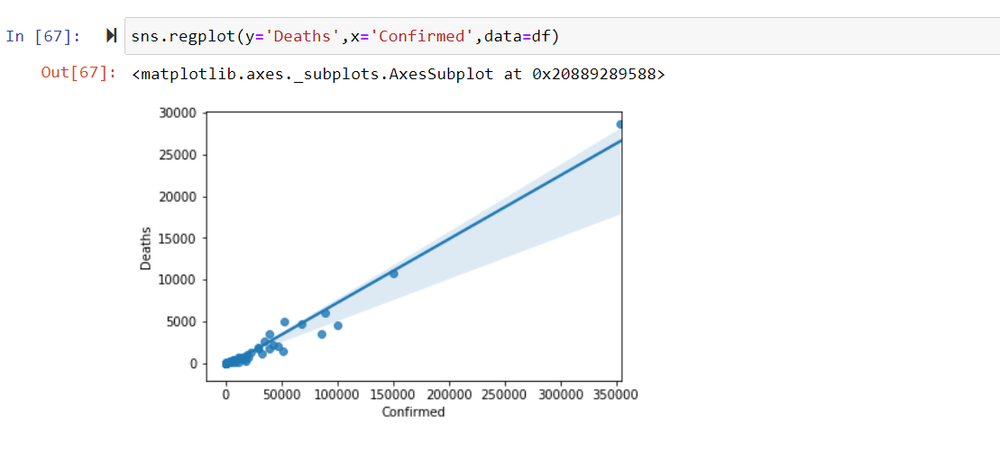 In [67]: sns.regplot(y='Deaths',x='Confirmed',data=df)
Out[67]: <matplotlib.axes._subplots.AxesSubplot at 0x20889289588>
30000
25000
20000
15000
10000
5000
0
Deaths
0 50000 100000 150000 200000 250000 300000 350000
Confirmed